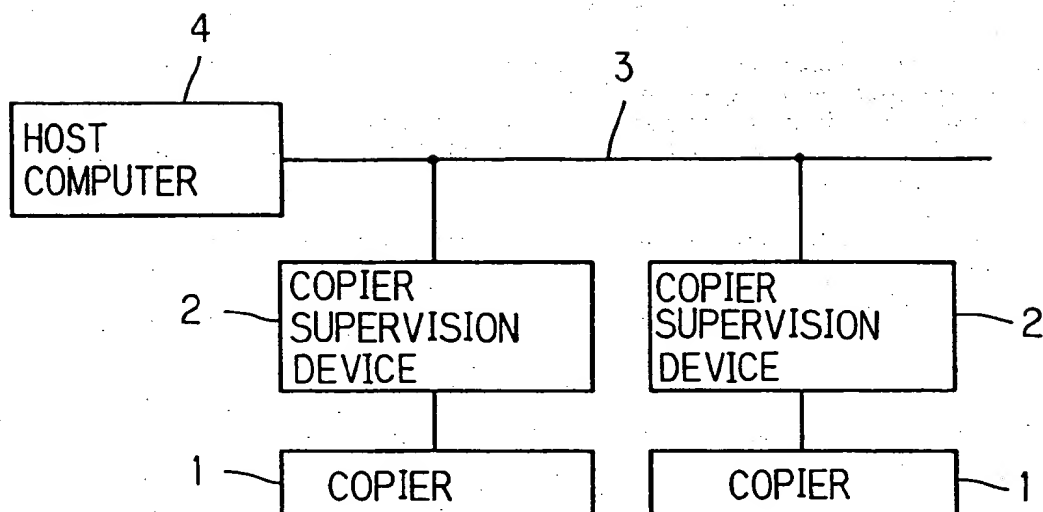 4
3
HOST
COMPUTER
2
COPIER
SUPERVISION
DEVICE
COPIER
SUPERVISION
DEVICE
2
1
COPIER
COPIER
1